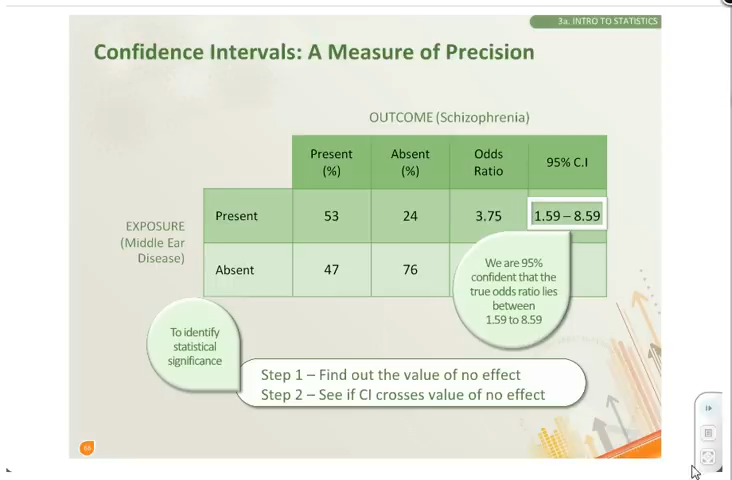 3a. INTRO TO STATISTICS
Confidence Intervals: A Measure of Precision
OUTCOME (Schizophrenia)
Present
(%)
Absent
(%)
Odds
Ratio
95% C.I
EXPOSURE
(Middle Ear
Disease)
Present
53
24
3.75
1.59 – 8.59
Absent
47
76
We are 95%
confident that the
true odds ratio lies
between
1.59 to 8.59
To identify
statistical
significance
Step 1 – Find out the value of no effect
Step 2 – See if CI crosses value of no effect